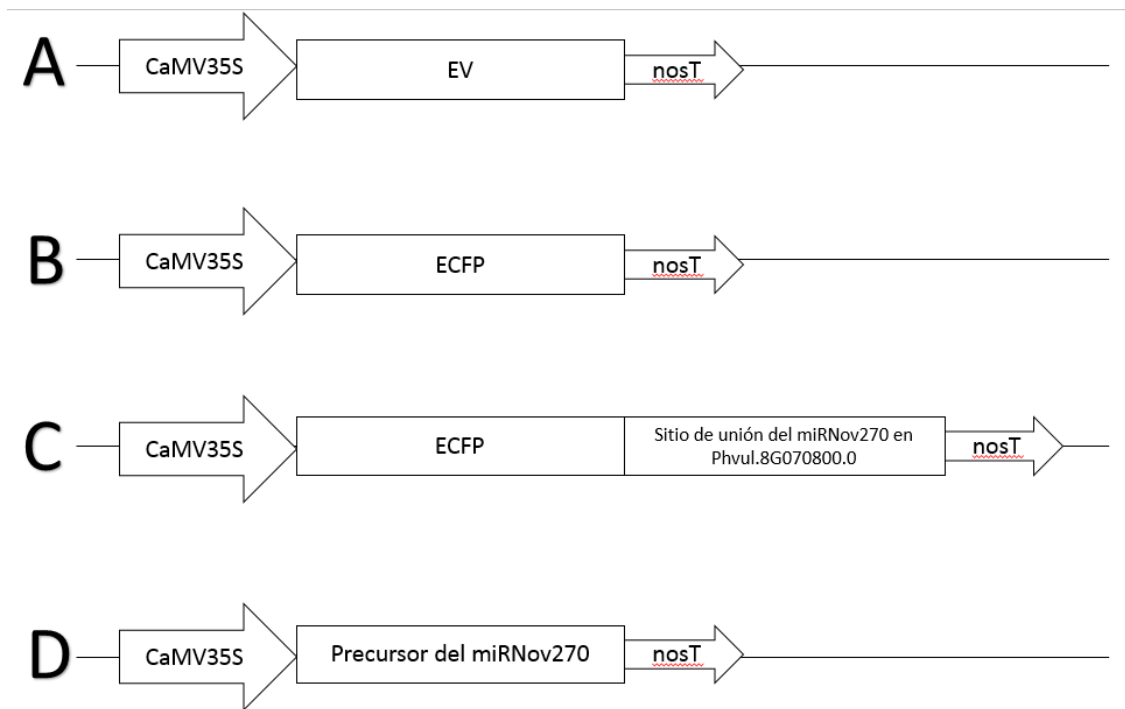 A
CaMV35S
EV
nosT
B
CaMV35S
ECFP
nosT
C
CaMV35S
ECFP
Sitio de unión del miRNov270 en
Phvul.8G070800.0
nosT
D
CaMV35S
Precursor del miRNov270
nosT